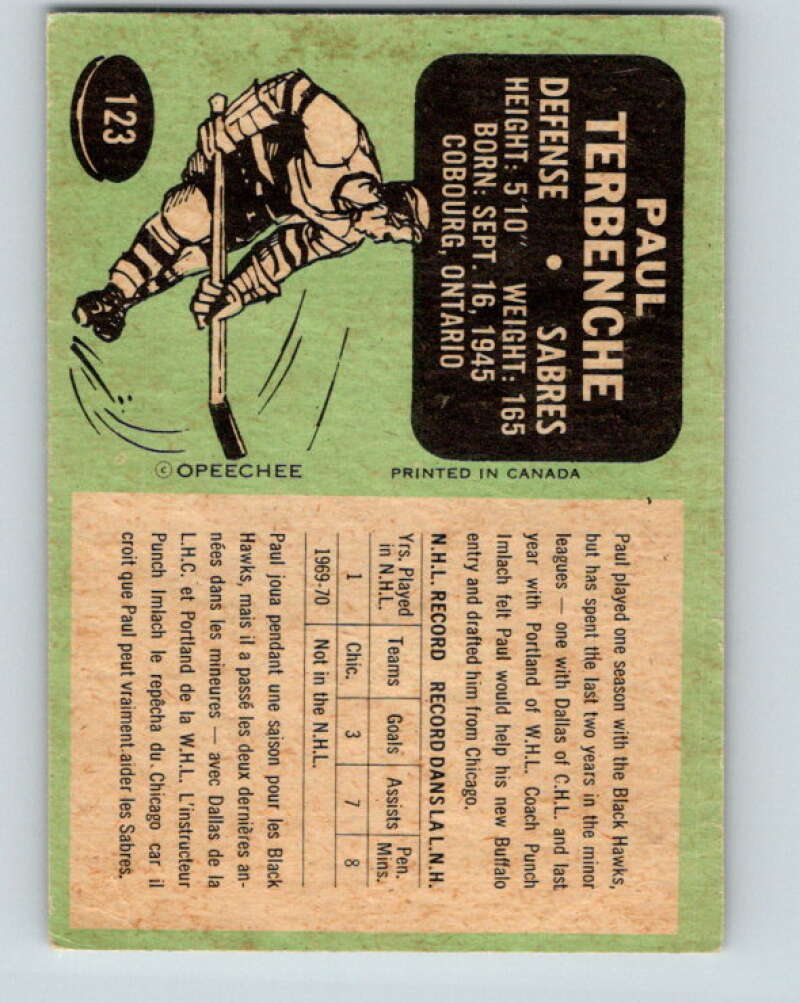 PAUL
TERBENCHE
DEFENSE • SABRES
HEIGHT: 5'10" WEIGHT: 165
BORN: SEPT. 16, 1945
COBOURG, ONTARIO
123
© OPEECHEE
PRINTED IN CANADA
Paul played one season with the Black Hawks,
but has spent the last two years in the minor
leagues — one with Dallas of C.H.L. and last
year with Portland of W.H.L. Coach Punch
Imlach felt Paul would help his new Buffalo
entry and drafted him from Chicago.
N.H.L. RECORD RECORD DANS LA L.N.H.
Yrs. Played in N.H.L. Teams Goals Assists Pen. Mins.
1 Chic. 3 7 8
1969-70 Not in the N.H.L.
Paul joua pendant une saison pour les Black
Hawks, mais il a passé les deux dernières an-
nées dans les mineures — avec Dallas de la
L.H.C. et Portland de la W.H.L. L'instructeur
Punch Imlach le repêcha du Chicago car il
croit que Paul peut vraiment aider les Sabres.